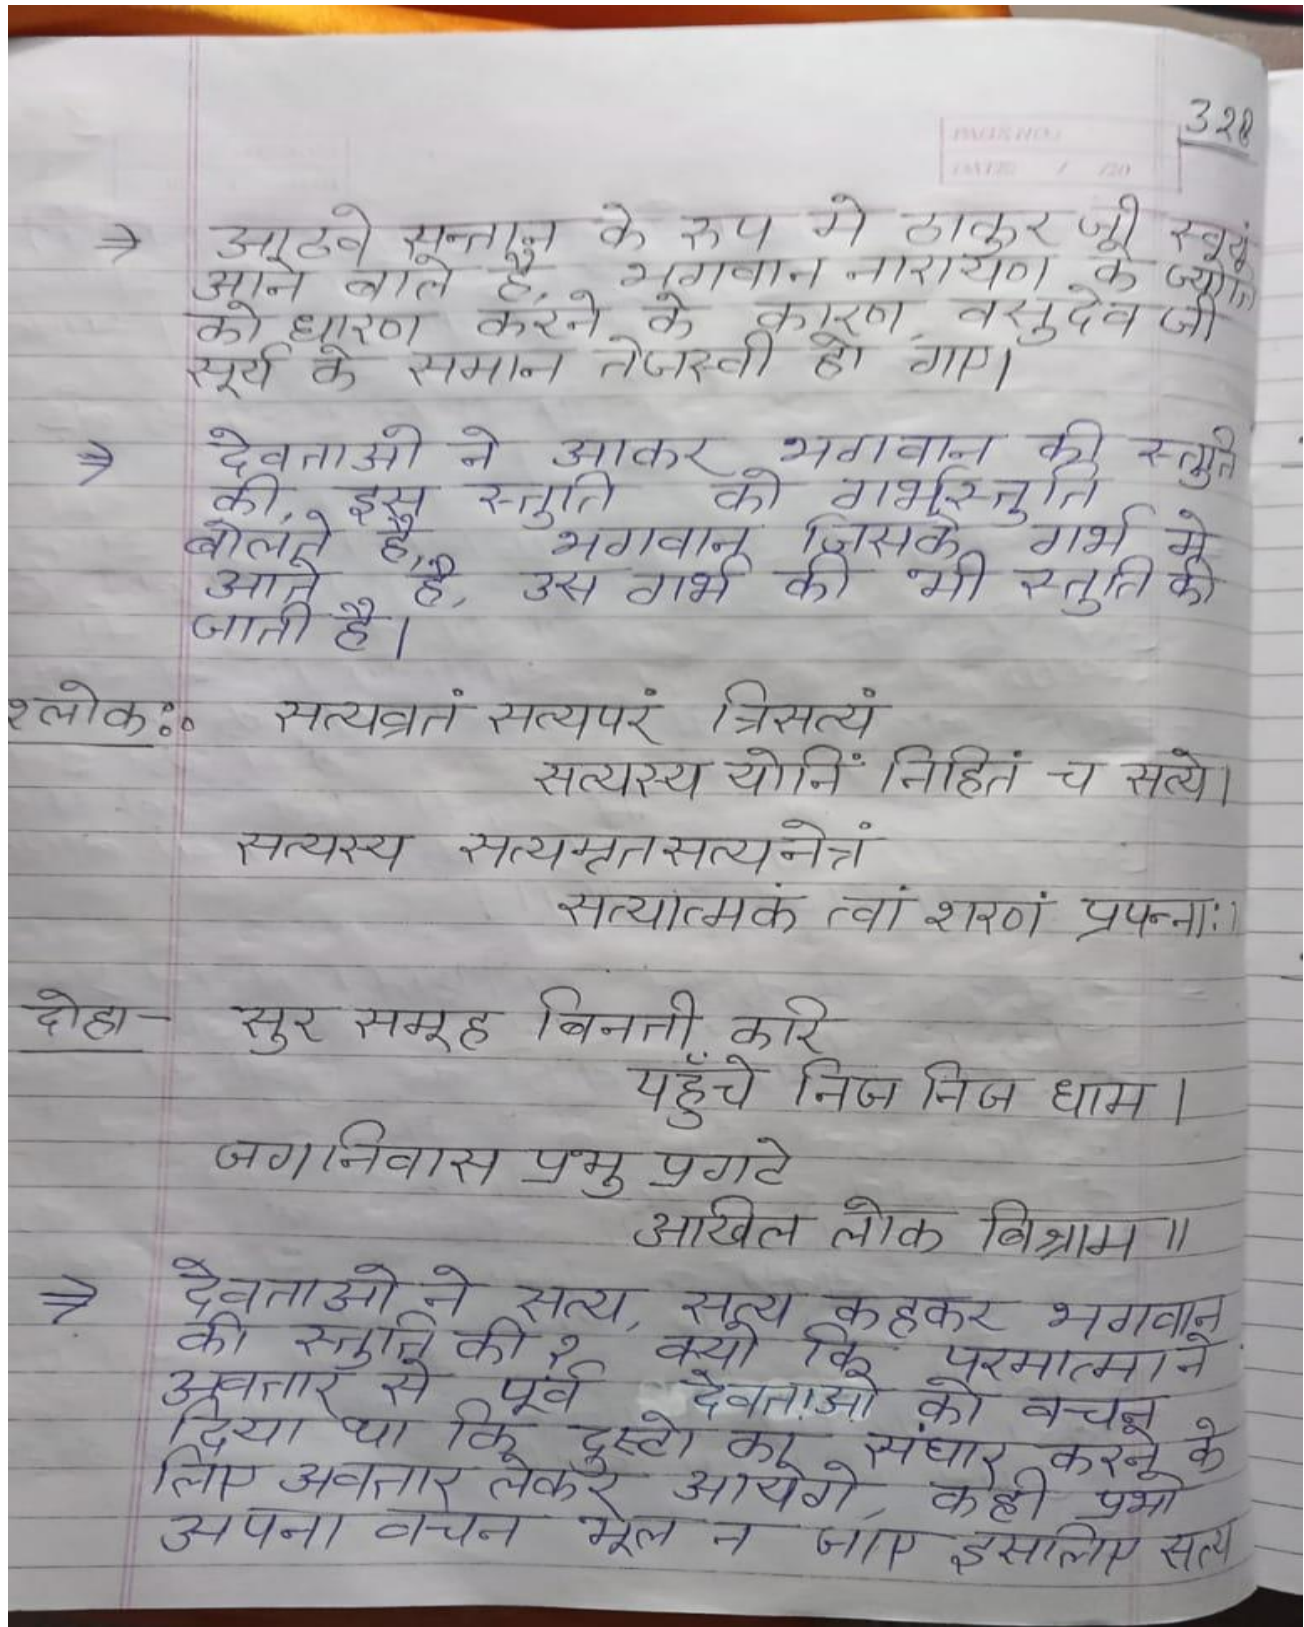 328
⇒ आठवे सन्तान के रुप मे ठाकुर जी स्वयं
आने वाले है, भगवान नारायण के ज्योति
को धारण करने के कारण वसुदेव जी
सूर्य के समान तेजस्वी हो गए।
⇒ देवताओ ने आकर भगवान की स्तुति
की, इस स्तुति को गर्भस्तुति
बोलते है, भगवान जिसके गर्भ मे
आते है, उस गर्भ की भी स्तुति की
जाती है।
श्लोक :- सत्यव्रतं सत्यपरं त्रिसत्यं
सत्यस्य योनिं निहितं च सत्ये।
सत्यस्य सत्यमृतसत्यनेत्रं
सत्यात्मकं त्वां शरणं प्रपन्नाः।
दोहा - सुर समूह बिनती करि
पहुँचे निज निज धाम।
जगनिवास प्रभु प्रगटे
अखिल लोक बिश्राम॥
⇒ देवताओ ने सत्य, सत्य कहकर भगवान
की स्तुति की? क्यो कि परमात्मा ने
अवतार से पूर्व देवताओ को वचन
दिया था कि दुस्टो का संघार करने के
लिए अवतार लेकर आयेगे, कही प्रभो
अपना वचन भूल न जाए इसलिए सत्य